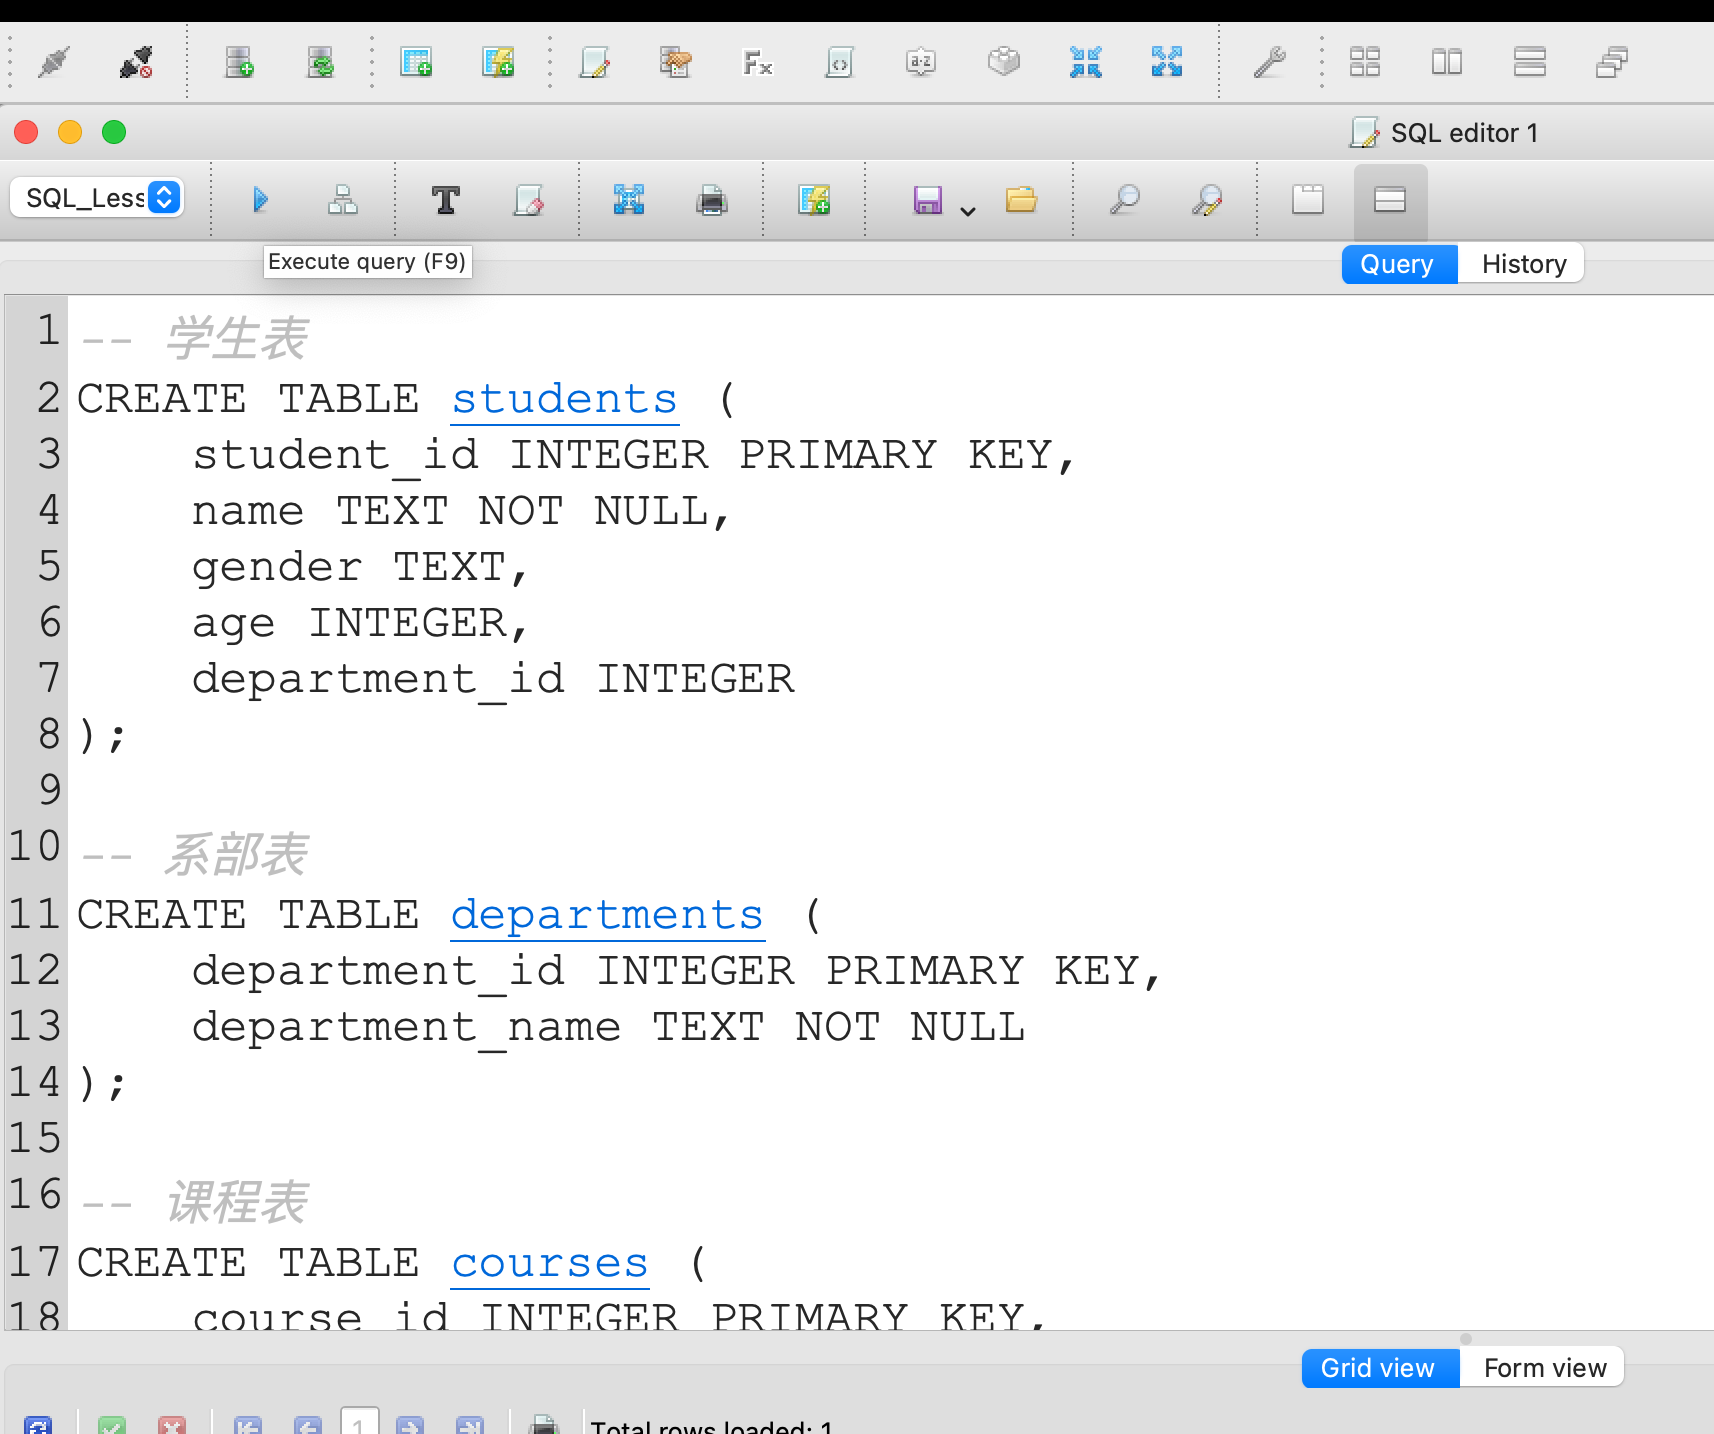 SQL editor 1
SQL_Less
Execute query (F9)
Query History
1 -- 学生表
2 CREATE TABLE students (
3 student_id INTEGER PRIMARY KEY,
4 name TEXT NOT NULL,
5 gender TEXT,
6 age INTEGER,
7 department_id INTEGER
8 );
9
10 -- 系部表
11 CREATE TABLE departments (
12 department_id INTEGER PRIMARY KEY,
13 department_name TEXT NOT NULL
14 );
15
16 -- 课程表
17 CREATE TABLE courses (
18 course_id INTEGER PRIMARY KEY,
Grid view Form view
1 Total rows loaded: 1